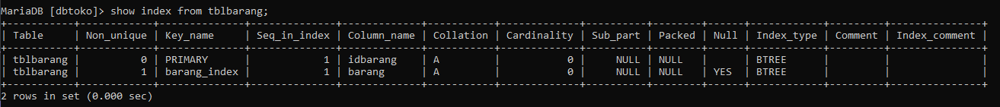 MariaDB [dbtoko]> show index from tblbarang;
+-----------+------------+--------------+--------------+-------------+-----------+-------------+----------+--------+------+------------+---------+---------------+
| Table     | Non_unique | Key_name     | Seq_in_index | Column_name | Collation | Cardinality | Sub_part | Packed | Null | Index_type | Comment | Index_comment |
+-----------+------------+--------------+--------------+-------------+-----------+-------------+----------+--------+------+------------+---------+---------------+
| tblbarang |          0 | PRIMARY      |            1 | idbarang    | A         |           0 |     NULL | NULL   |      | BTREE      |         |               |
| tblbarang |          1 | barang_index |            1 | barang      | A         |           0 |     NULL | NULL   | YES  | BTREE      |         |               |
+-----------+------------+--------------+--------------+-------------+-----------+-------------+----------+--------+------+------------+---------+---------------+
2 rows in set (0.000 sec)